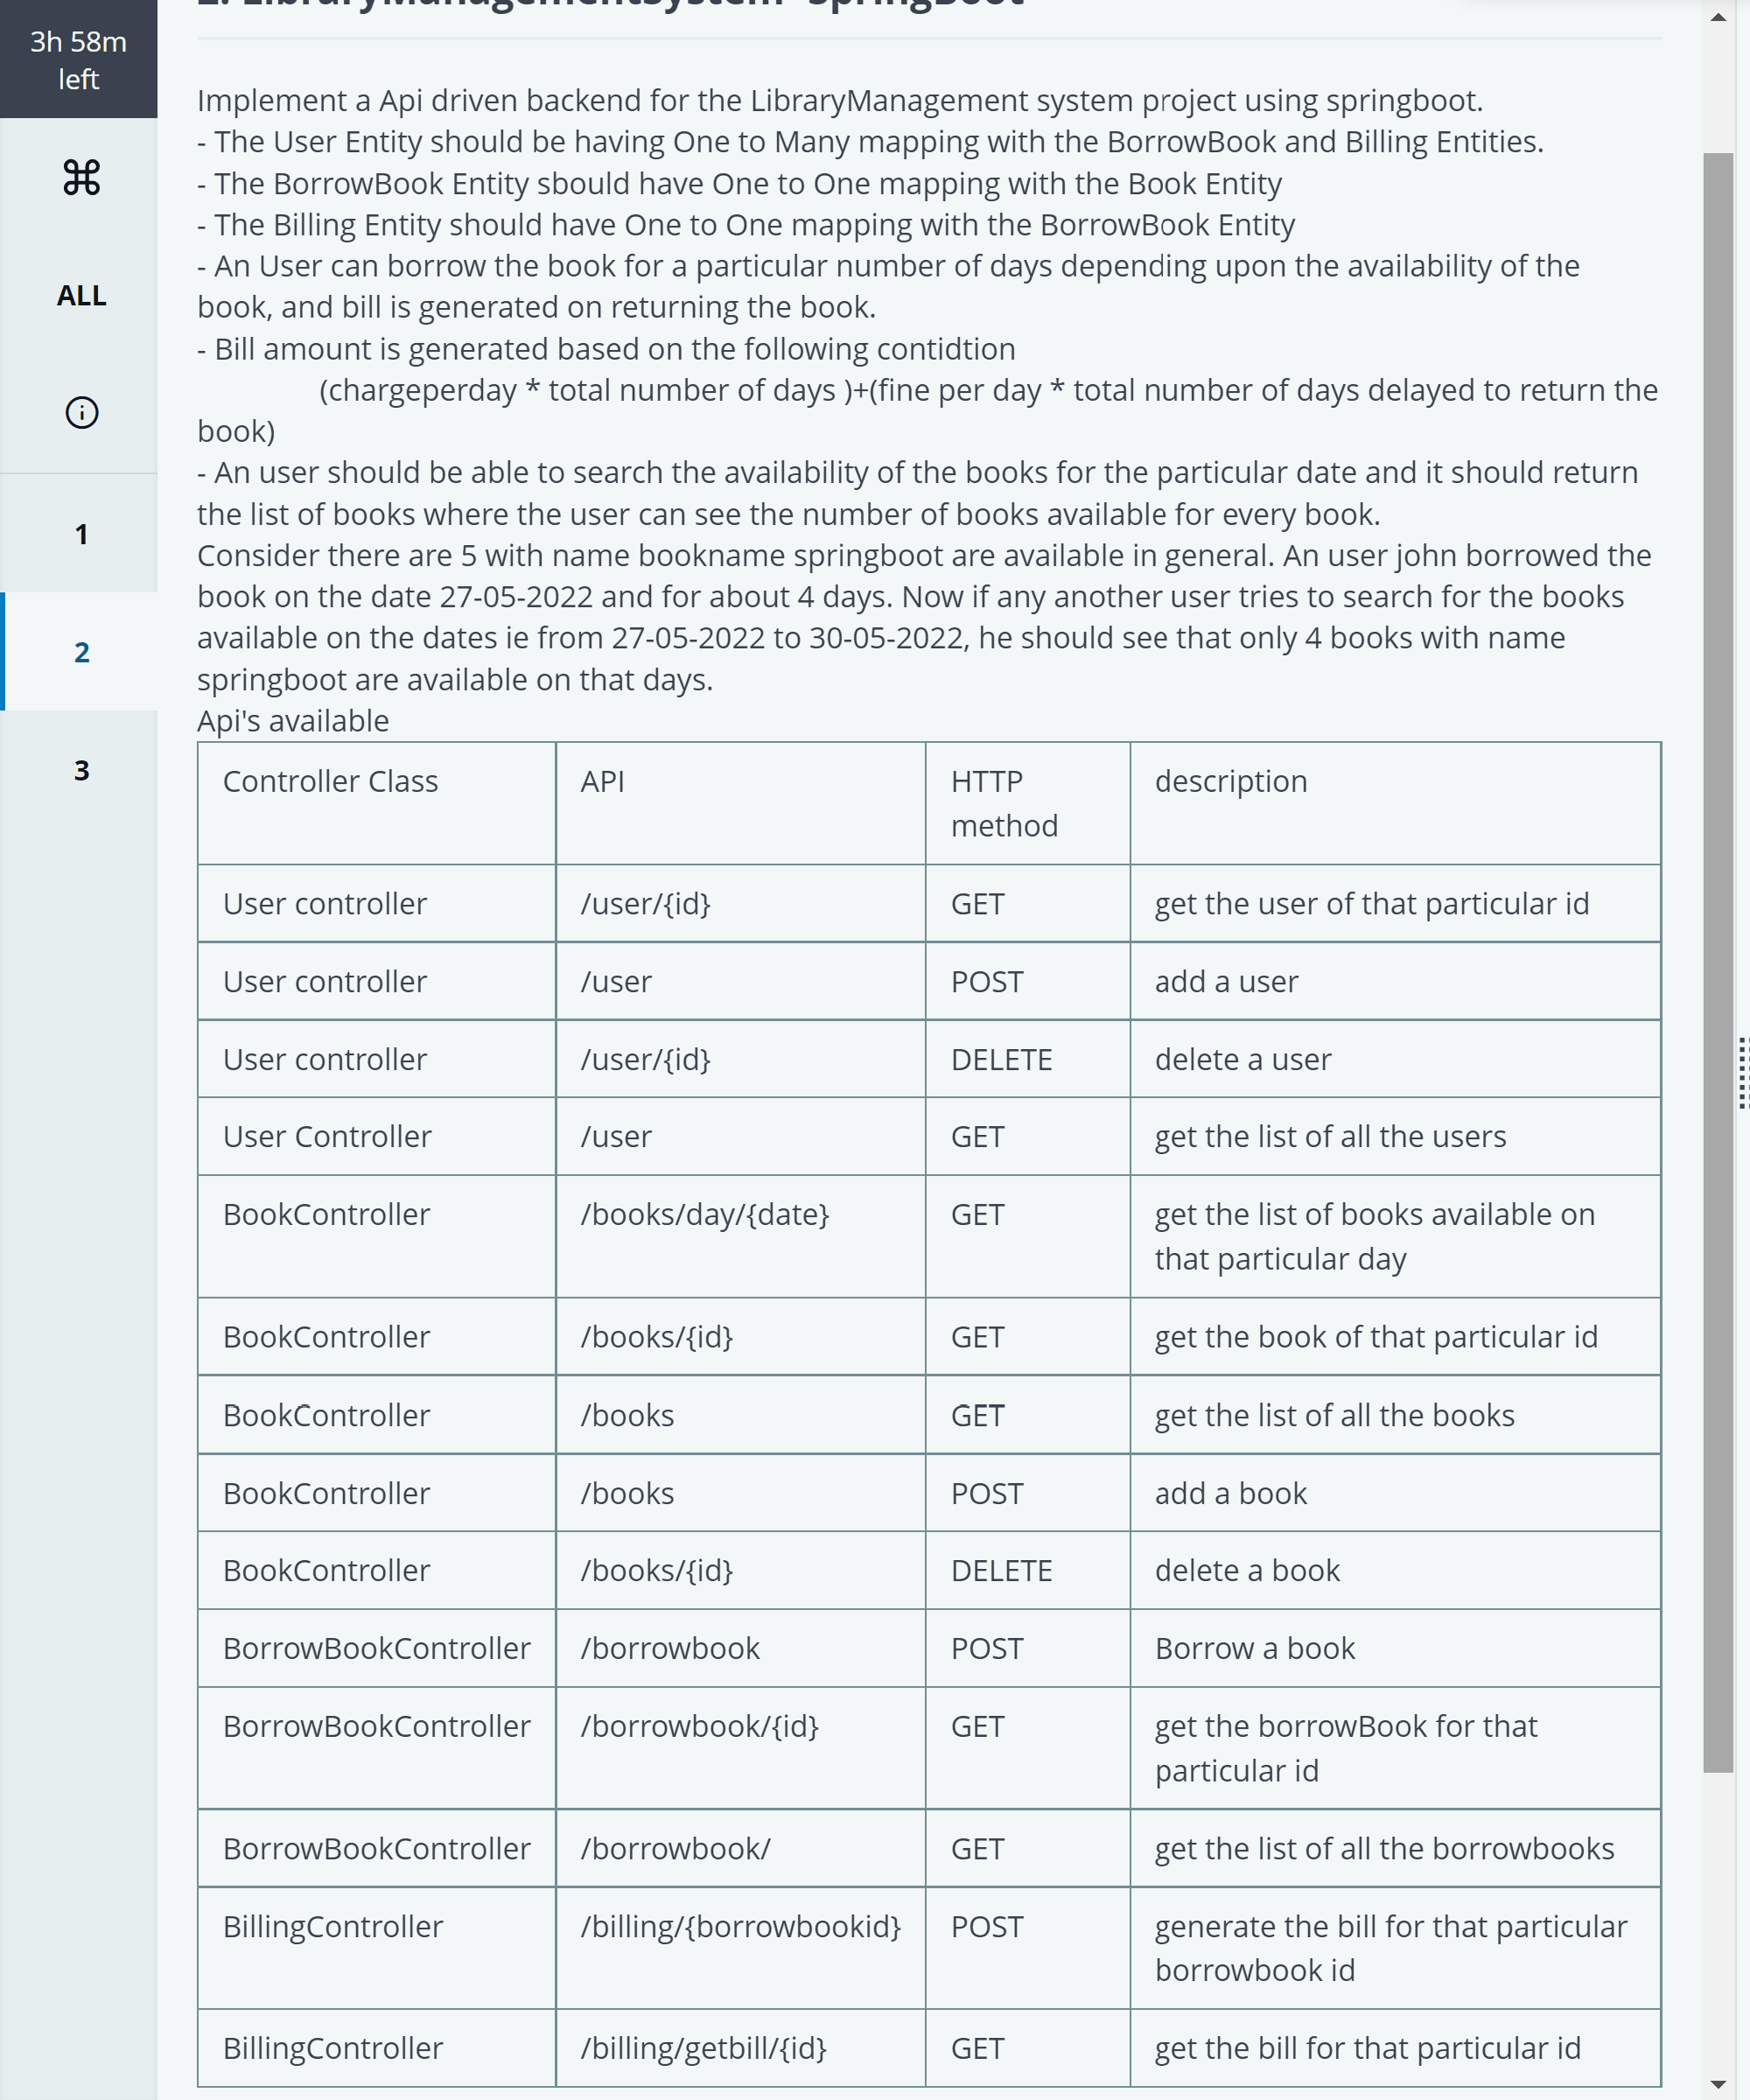 3h 58m
left
ALL
1
2
3
Implement a Api driven backend for the LibraryManagement system project using springboot.
- The User Entity should be having One to Many mapping with the BorrowBook and Billing Entities.
- The BorrowBook Entity sbould have One to One mapping with the Book Entity
- The Billing Entity should have One to One mapping with the BorrowBook Entity
- An User can borrow the book for a particular number of days depending upon the availability of the
book, and bill is generated on returning the book.
- Bill amount is generated based on the following contidtion
(chargeperday * total number of days )+(fine per day * total number of days delayed to return the
book)
- An user should be able to search the availability of the books for the particular date and it should return
the list of books where the user can see the number of books available for every book.
Consider there are 5 with name bookname springboot are available in general. An user john borrowed the
book on the date 27-05-2022 and for about 4 days. Now if any another user tries to search for the books
available on the dates ie from 27-05-2022 to 30-05-2022, he should see that only 4 books with name
springboot are available on that days.
Api's available
Controller Class API HTTP method description
User controller /user/{id} GET get the user of that particular id
User controller /user POST add a user
User controller /user/{id} DELETE delete a user
User Controller /user GET get the list of all the users
BookController /books/day/{date} GET get the list of books available on
that particular day
BookController /books/{id} GET get the book of that particular id
BookController /books GET get the list of all the books
BookController /books POST add a book
BookController /books/{id} DELETE delete a book
BorrowBookController /borrowbook POST Borrow a book
BorrowBookController /borrowbook/{id} GET get the borrowBook for that
particular id
BorrowBookController /borrowbook/ GET get the list of all the borrowbooks
BillingController /billing/{borrowbookid} POST generate the bill for that particular
borrowbook id
BillingController /billing/getbill/{id} GET get the bill for that particular id